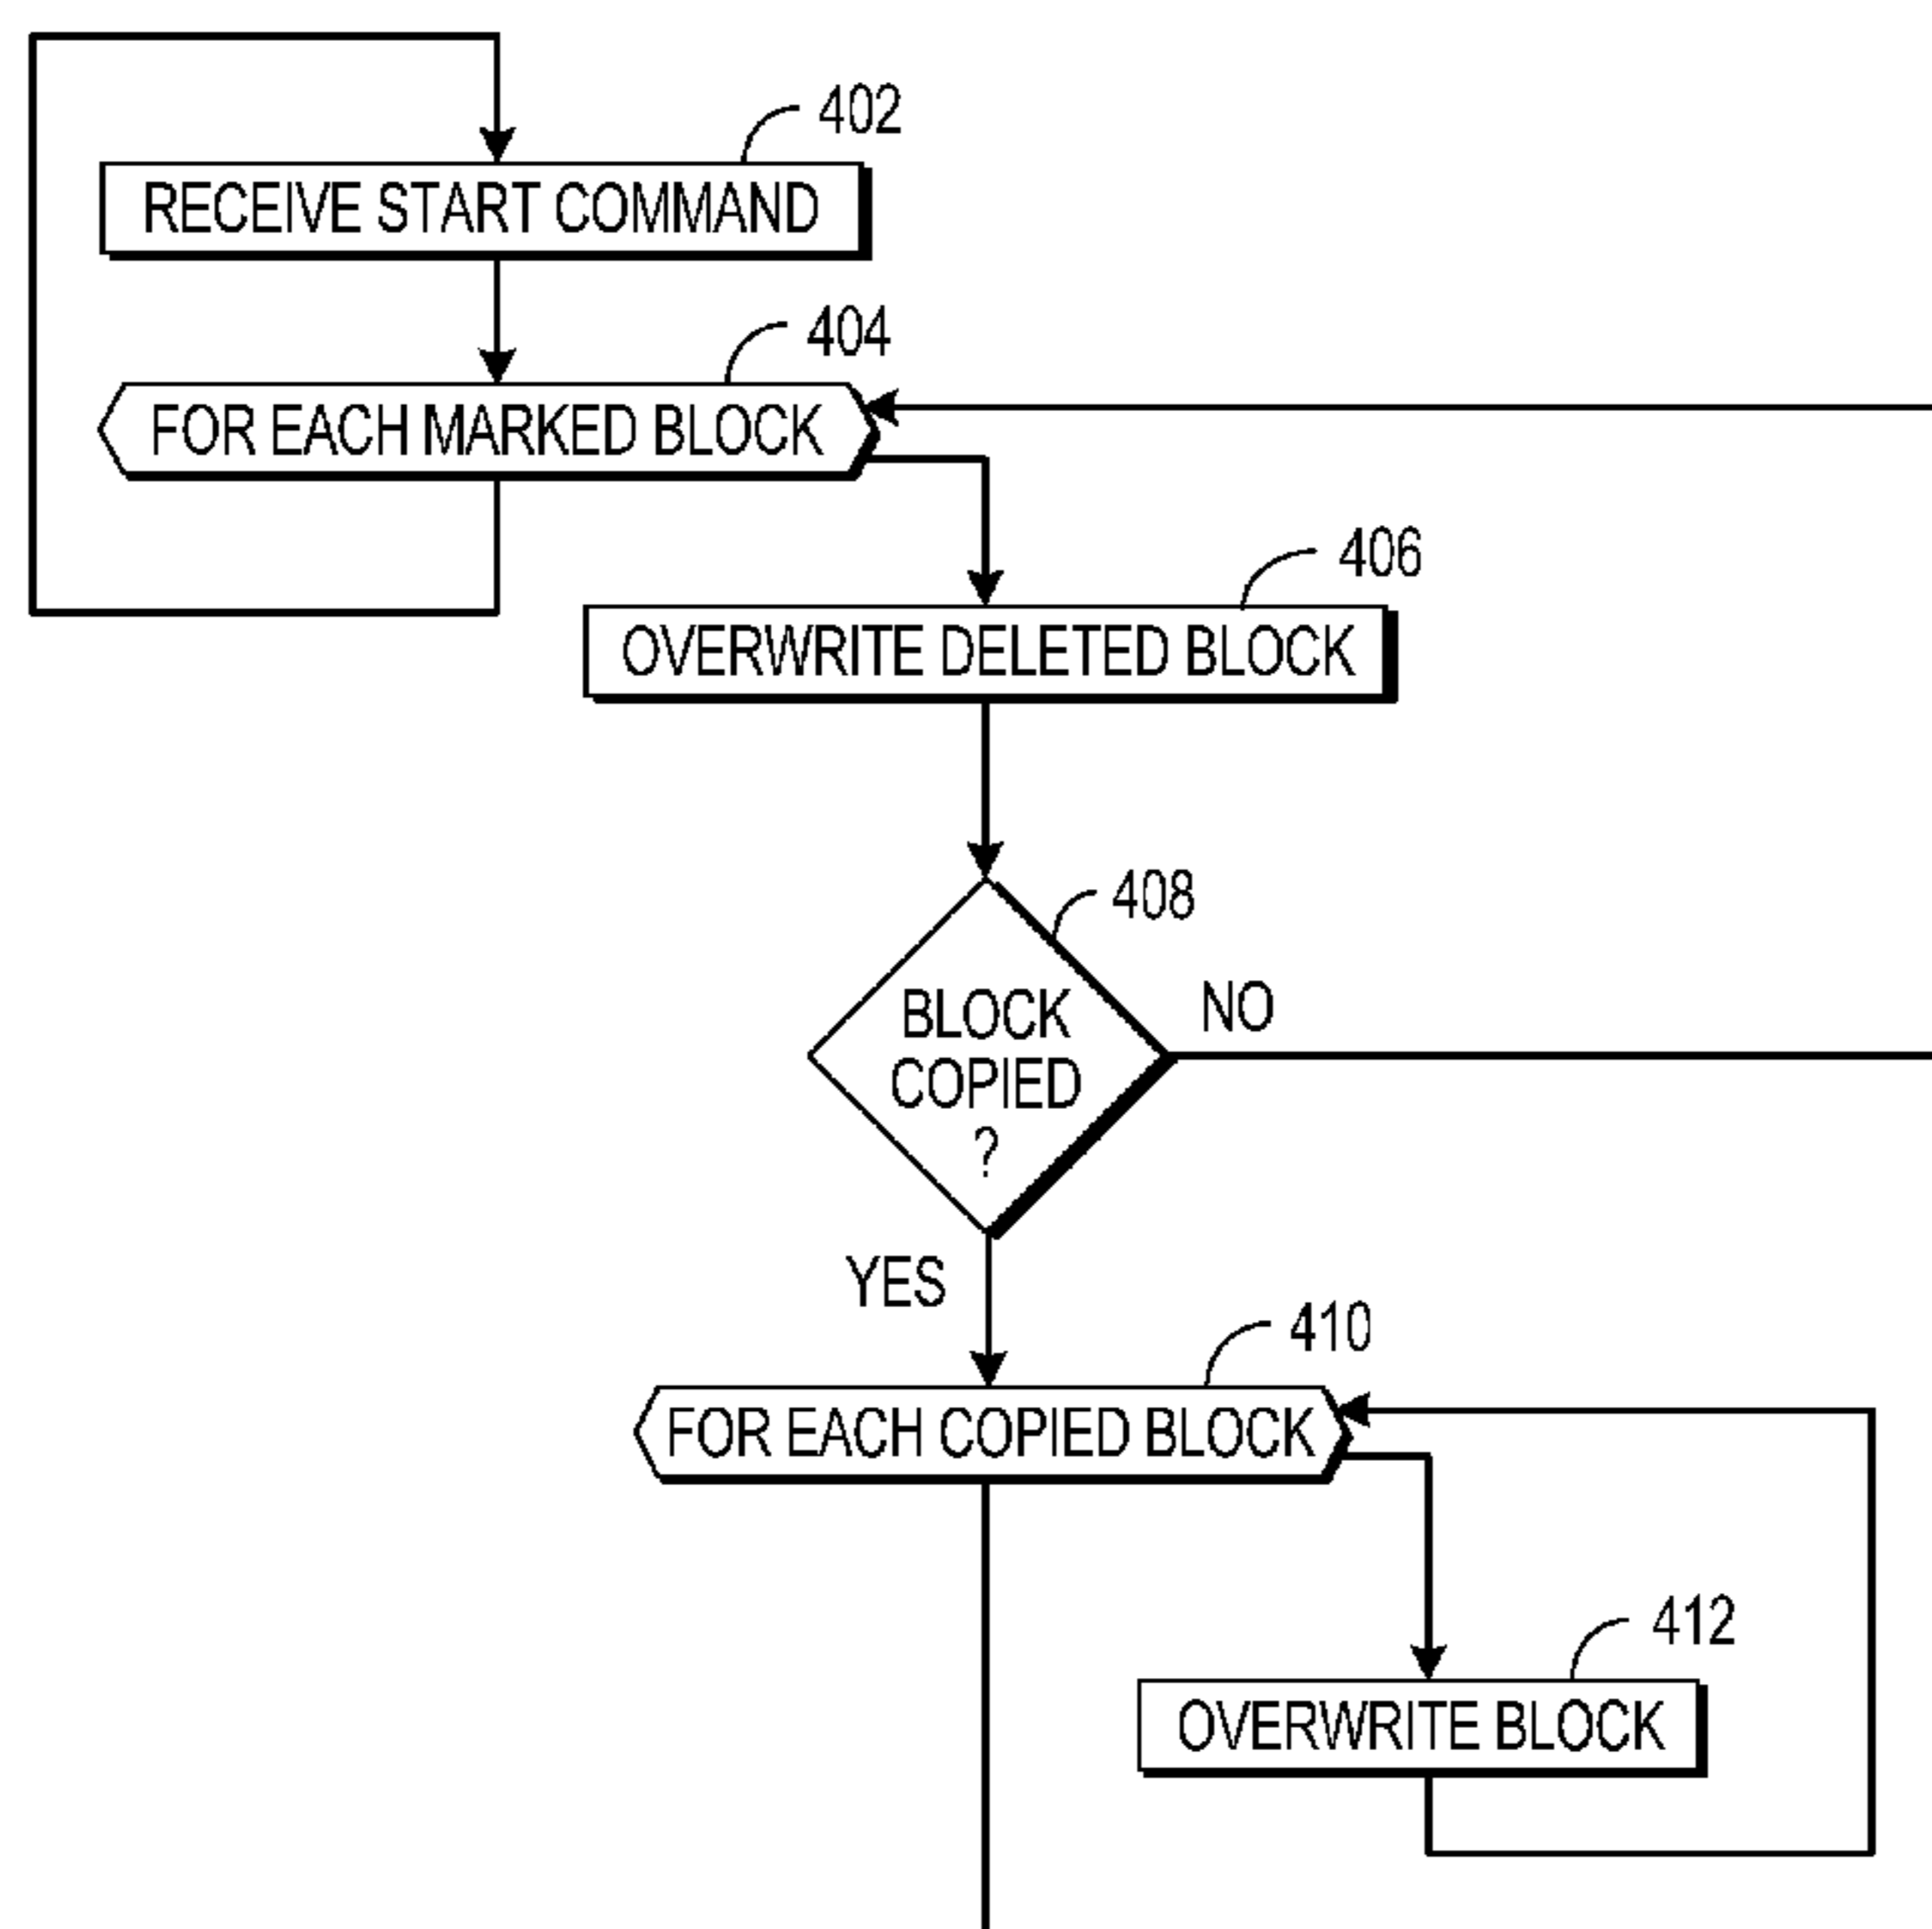 402
RECEIVE START COMMAND
404
FOR EACH MARKED BLOCK
406
OVERWRITE DELETED BLOCK
408
BLOCK
COPIED
?
NO
YES
410
FOR EACH COPIED BLOCK
412
OVERWRITE BLOCK